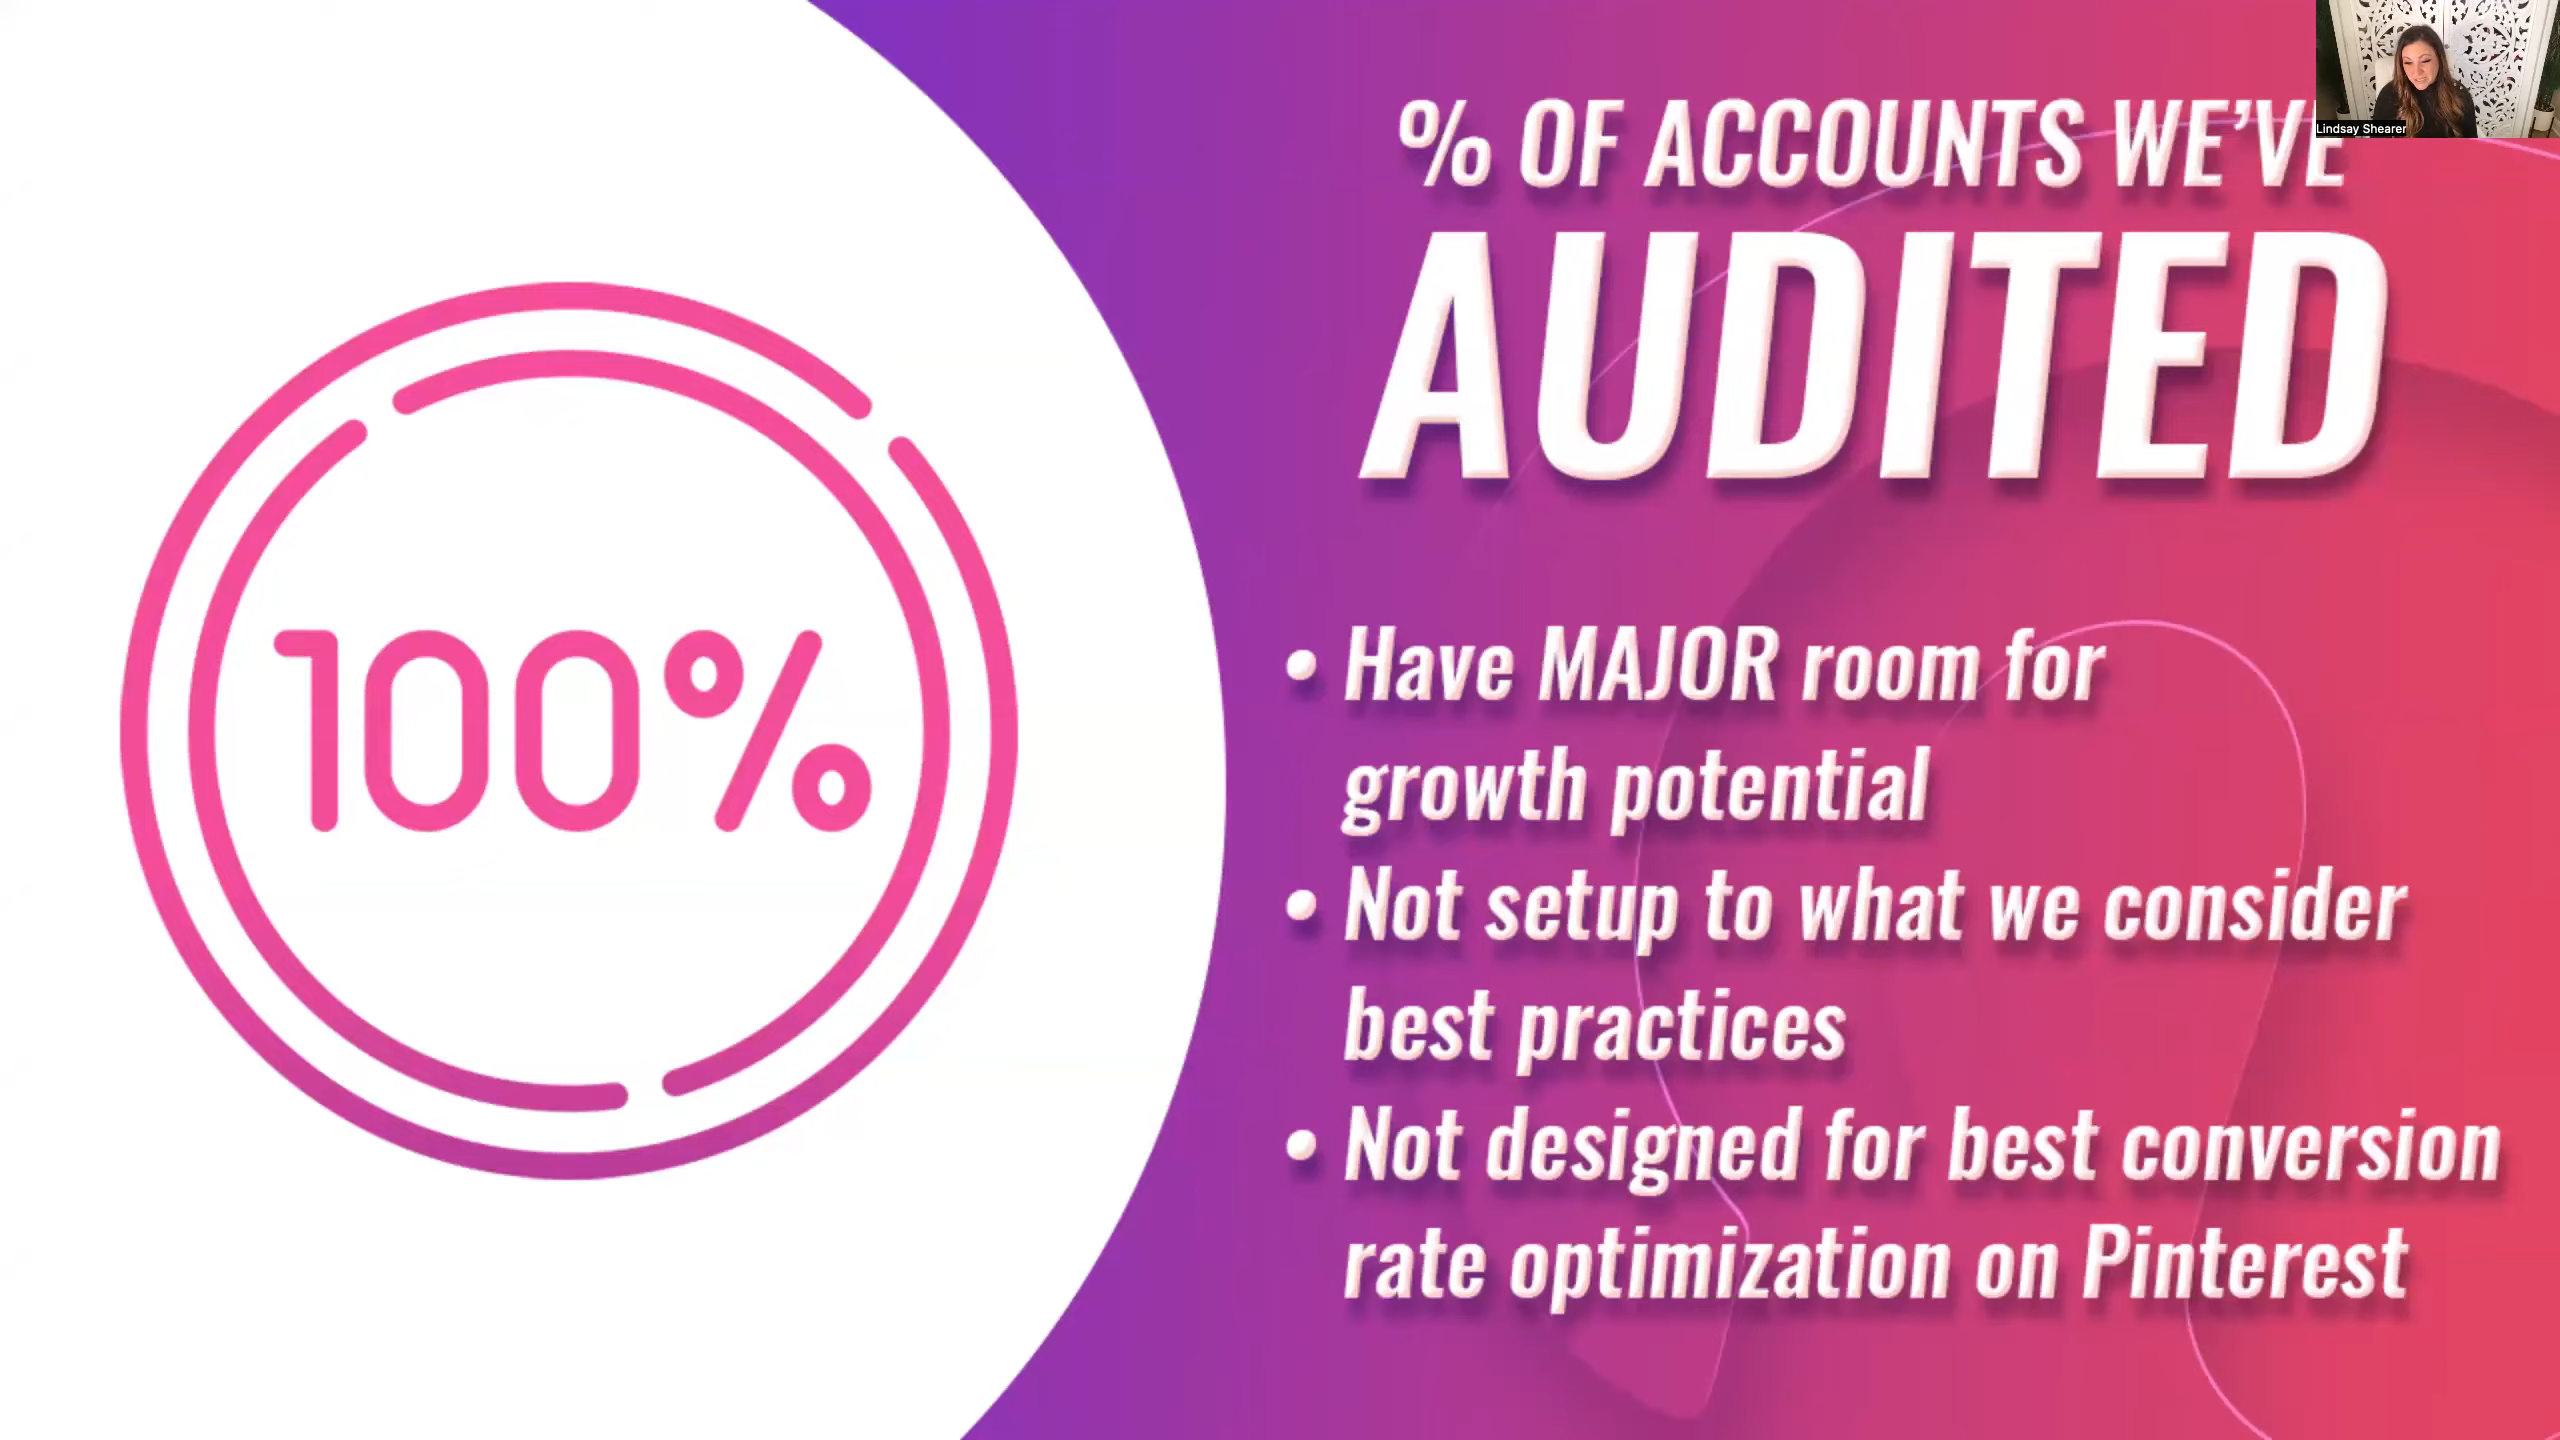 % OF ACCOUNTS WE'VE
AUDITED
Lindsay Shearer
100%
• Have MAJOR room for
growth potential
• Not setup to what we consider
best practices
• Not designed for best conversion
rate optimization on Pinterest